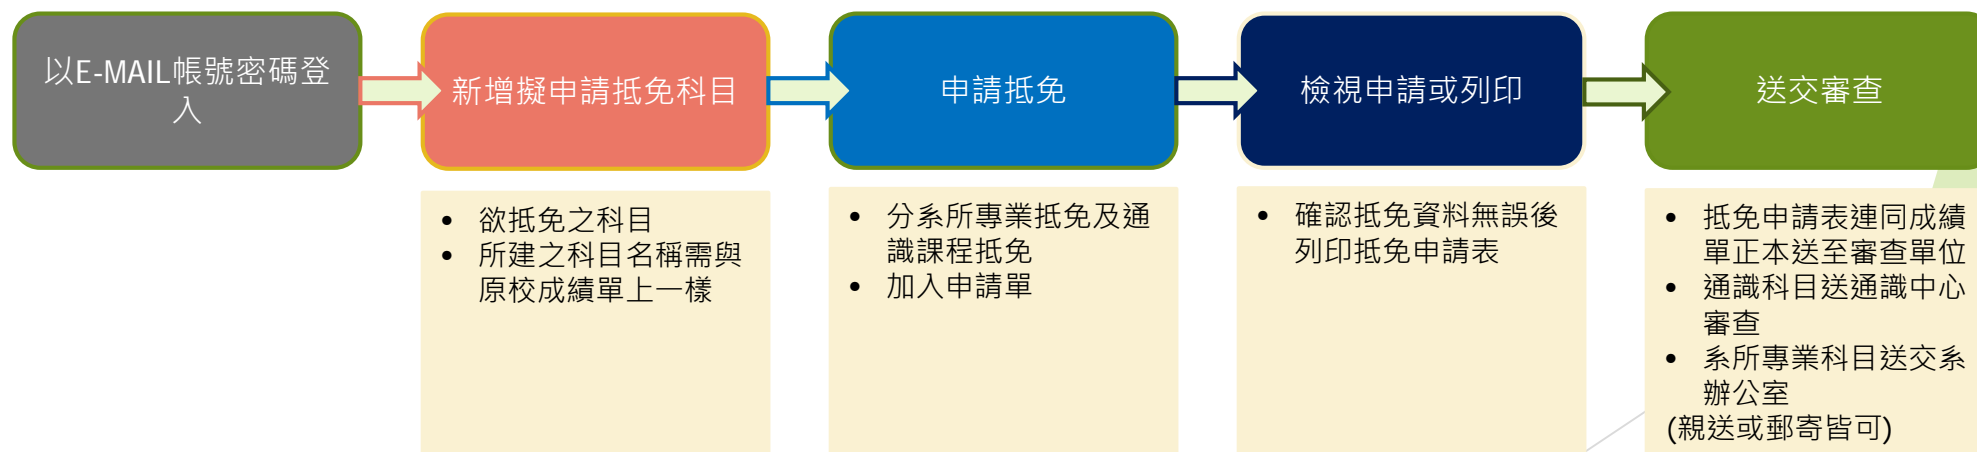 以E-MAIL帳號密碼登
入
新增擬申請抵免科目
申請抵免
檢視申請或列印
送交審查
• 欲抵免之科目
• 所建之科目名稱需與
原校成績單上一樣
• 分系所專業抵免及通
識課程抵免
• 加入申請單
• 確認抵免資料無誤後
列印抵免申請表
• 抵免申請表連同成績
單正本送至審查單位
• 通識科目送通識中心
審查
• 系所專業科目送交系
辦公室
(親送或郵寄皆可)